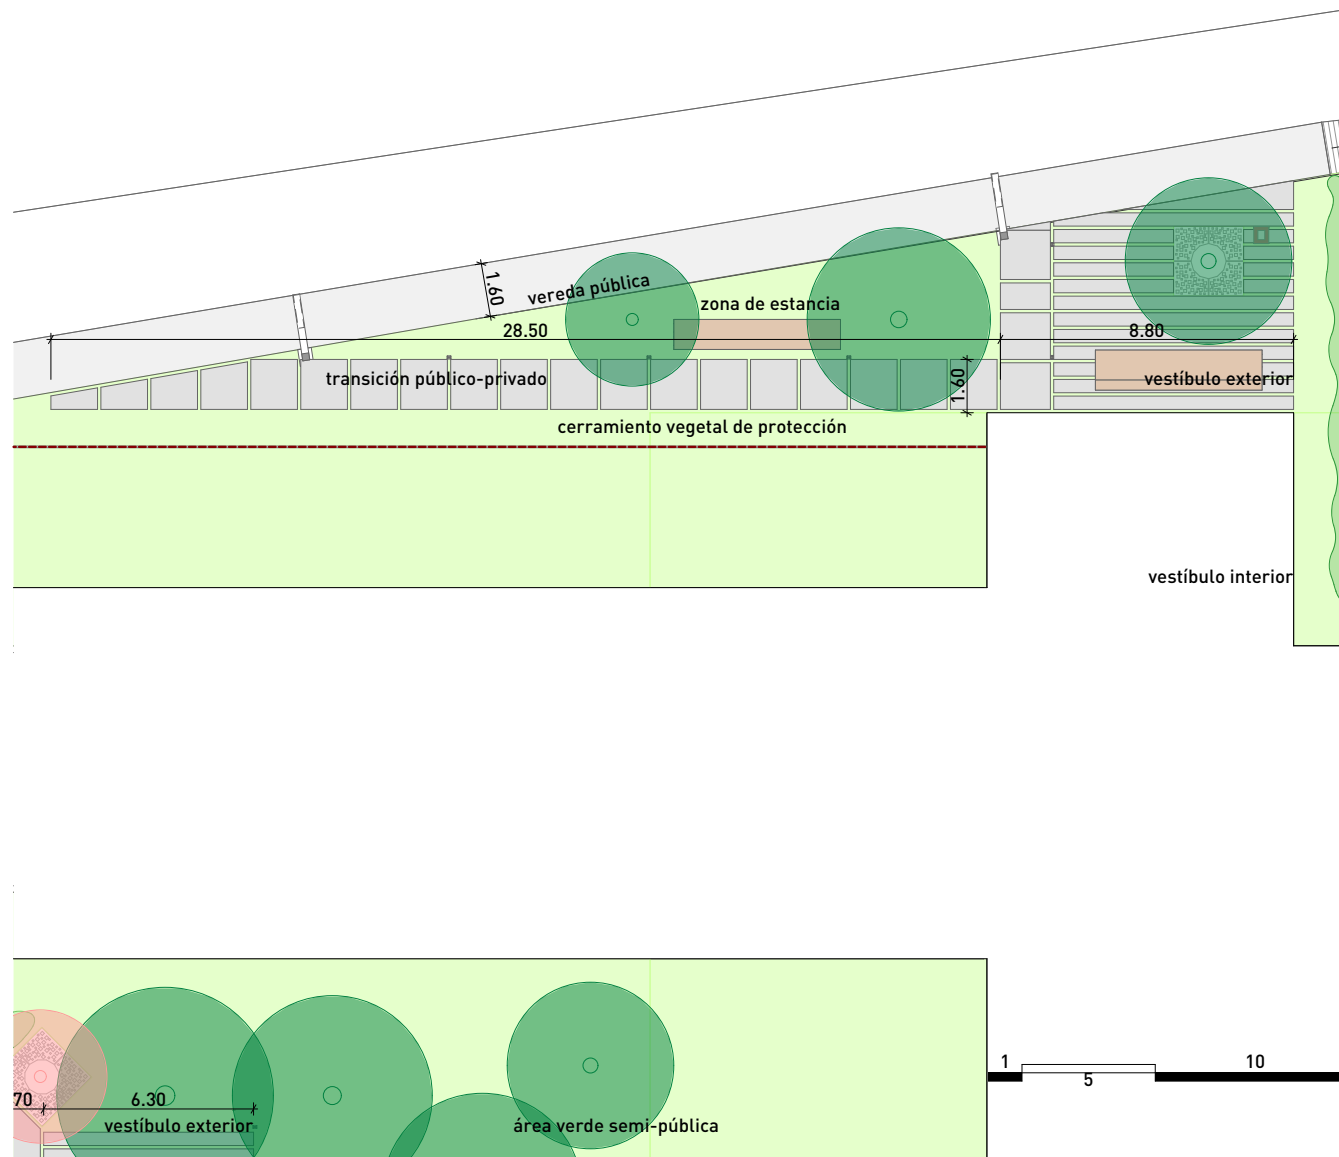 1.60
vereda pública
zona de estancia
28.50
8.80
transición público-privado
1.60
vestíbulo exterior
cerramiento vegetal de protección
vestíbulo interior
1
5
10
70
6.30
vestíbulo exterior
área verde semi-pública